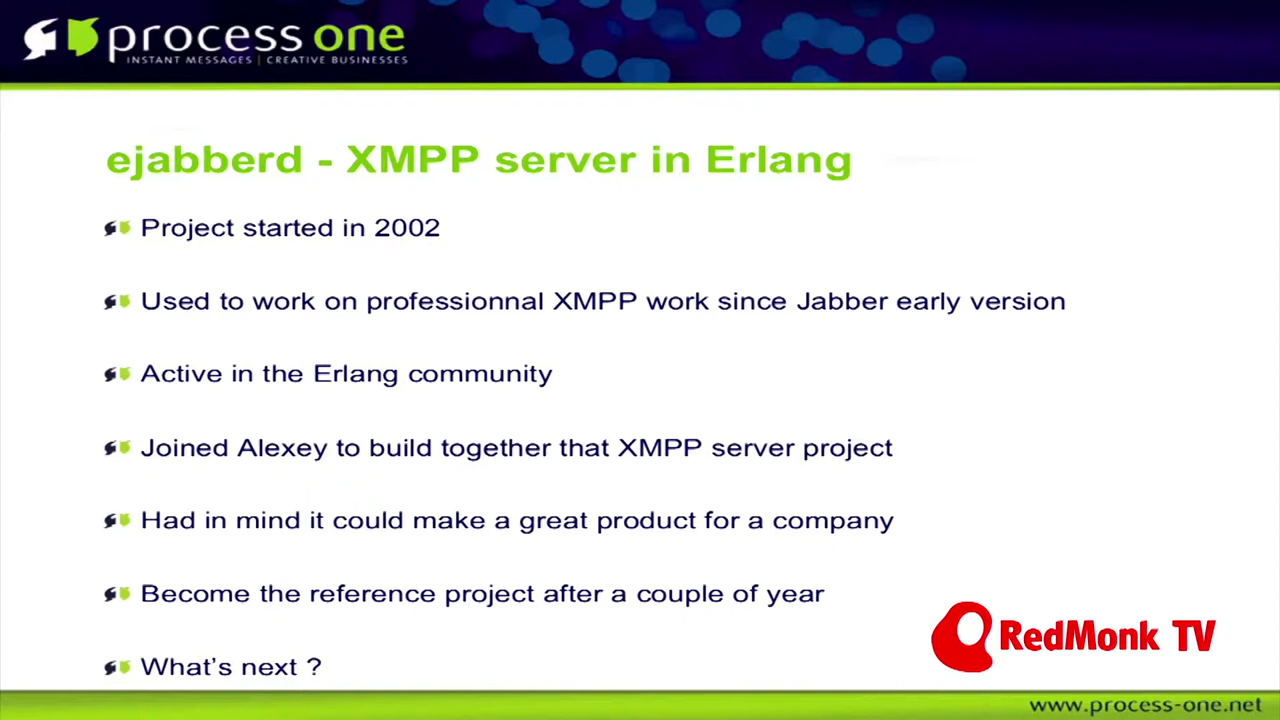 process one
INSTANT MESSAGES | CREATIVE BUSINESSES
ejabberd - XMPP server in Erlang
Project started in 2002
Used to work on professionnal XMPP work since Jabber early version
Active in the Erlang community
Joined Alexey to build together that XMPP server project
Had in mind it could make a great product for a company
Become the reference project after a couple of year
RedMonk TV
What's next ?
www.process-one.net